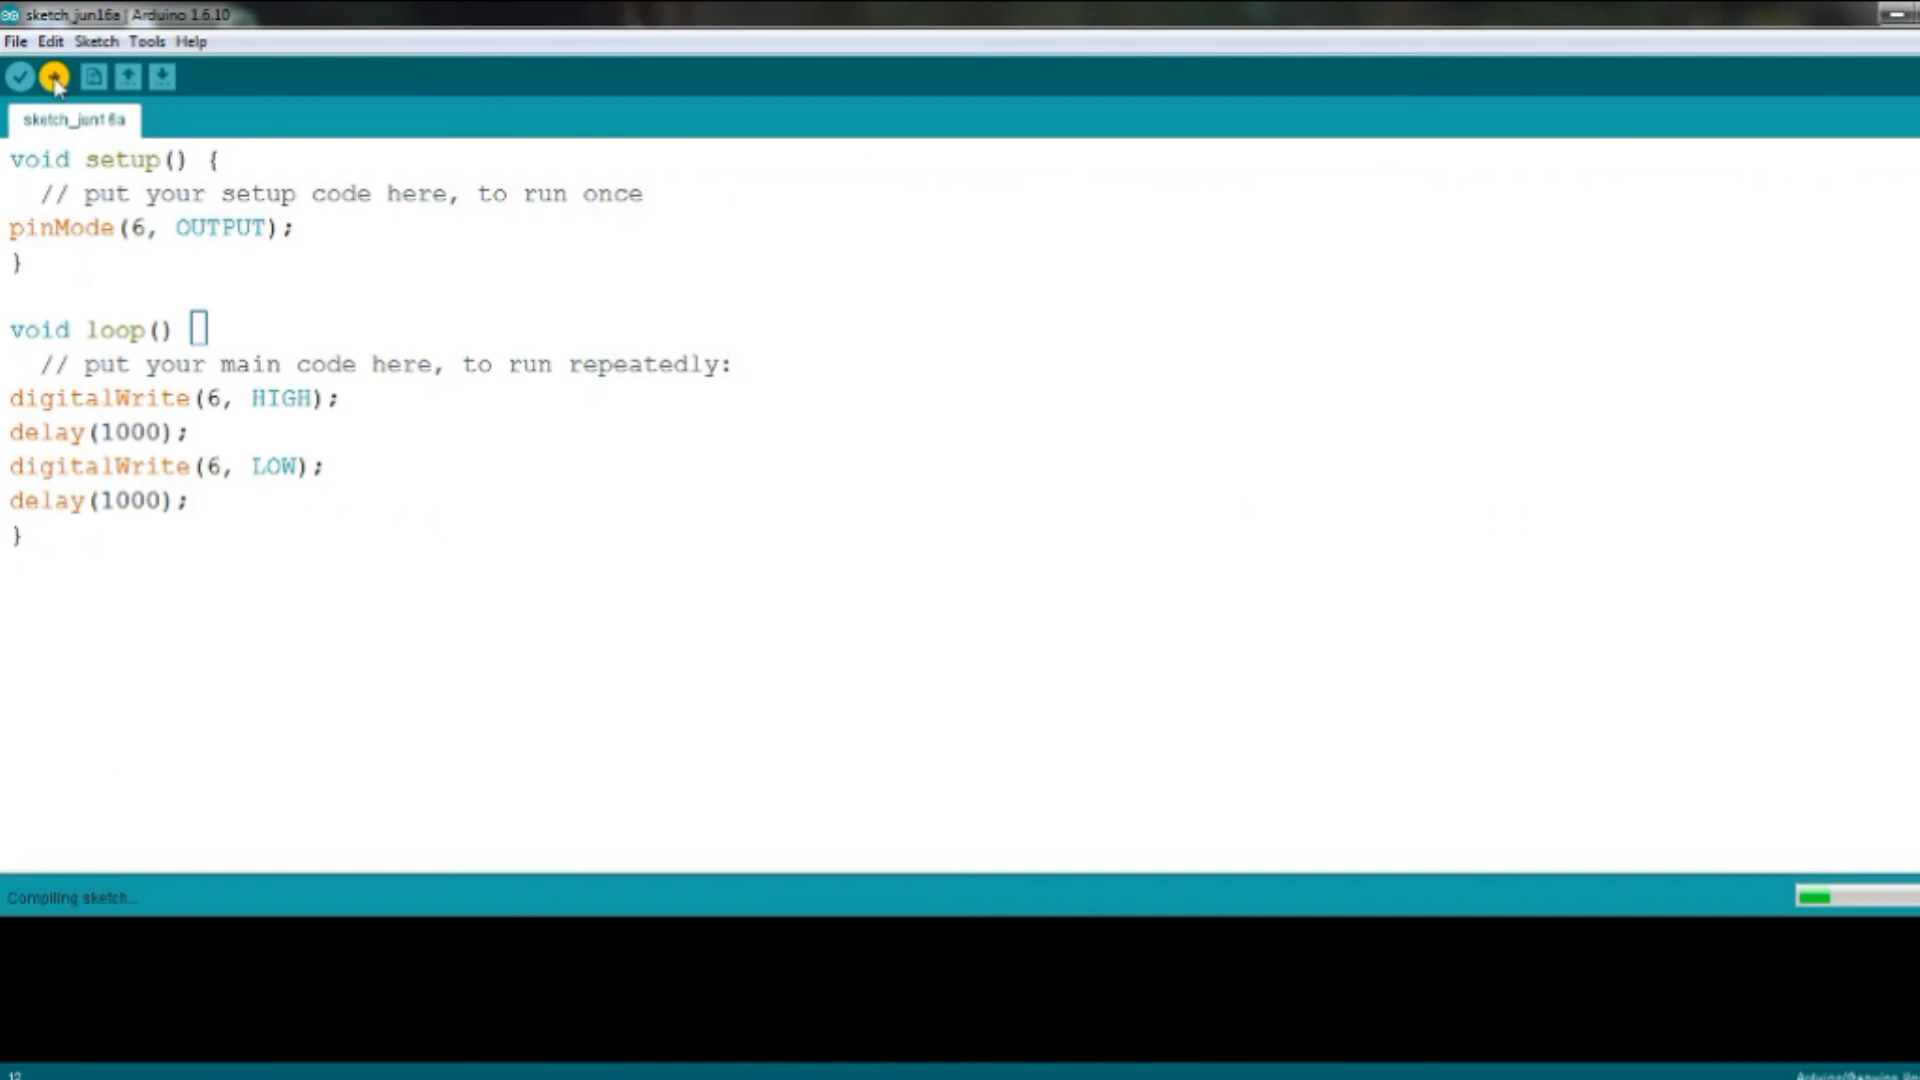 sketch_jun16a | Arduino 1.6.10
File Edit Sketch Tools Help
sketch_jun16a
void setup() {
// put your setup code here, to run once
pinMode(6, OUTPUT);
}
void loop()
// put your main code here, to run repeatedly:
digitalWrite(6, HIGH);
delay(1000);
digitalWrite(6, LOW);
delay(1000);
}
Compiling sketch...
12